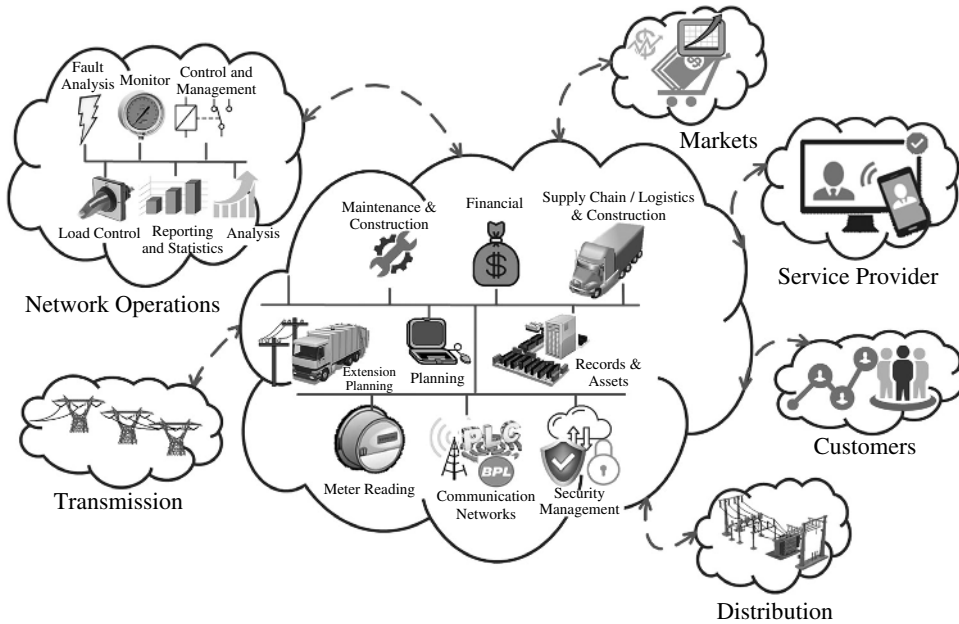 Fault
Analysis
Monitor
Control and
Management
Load Control
Reporting
and Statistics
Analysis
Network Operations
Markets
Service Provider
Maintenance &
Construction
Financial
$
Supply Chain / Logistics
& Construction
Extension
Planning
Planning
Records &
Assets
Meter Reading
PLC
BPL
Communication
Networks
Security
Management
Transmission
Customers
Distribution